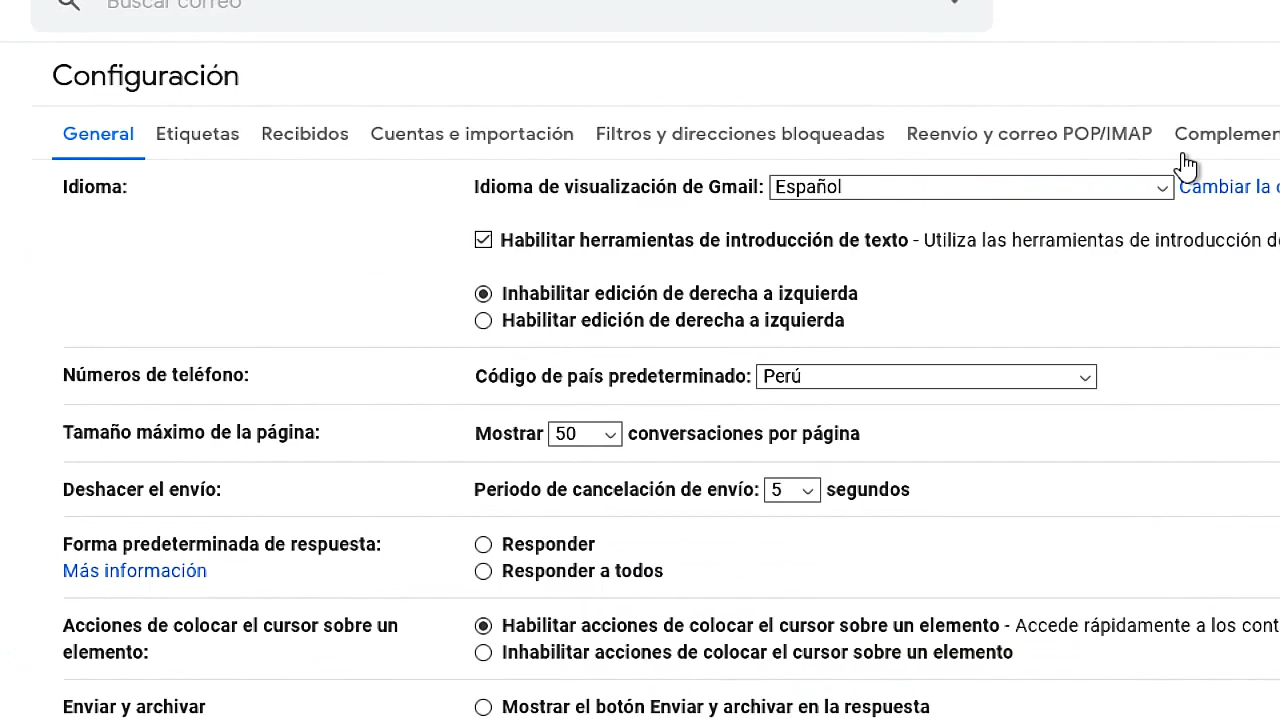 Buscar correo
Configuración
General Etiquetas Recibidos Cuentas e importación Filtros y direcciones bloqueadas Reenvío y correo POP/IMAP Complemen
Idioma: Idioma de visualización de Gmail: Español Cambiar la
Habilitar herramientas de introducción de texto - Utiliza las herramientas de introducción de
Inhabilitar edición de derecha a izquierda
Habilitar edición de derecha a izquierda
Números de teléfono: Código de país predeterminado: Perú
Tamaño máximo de la página: Mostrar 50 conversaciones por página
Deshacer el envío: Periodo de cancelación de envío: 5 segundos
Forma predeterminada de respuesta: Responder
Más información Responder a todos
Acciones de colocar el cursor sobre un Habilitar acciones de colocar el cursor sobre un elemento - Accede rápidamente a los cont
elemento: Inhabilitar acciones de colocar el cursor sobre un elemento
Enviar y archivar Mostrar el botón Enviar y archivar en la respuesta